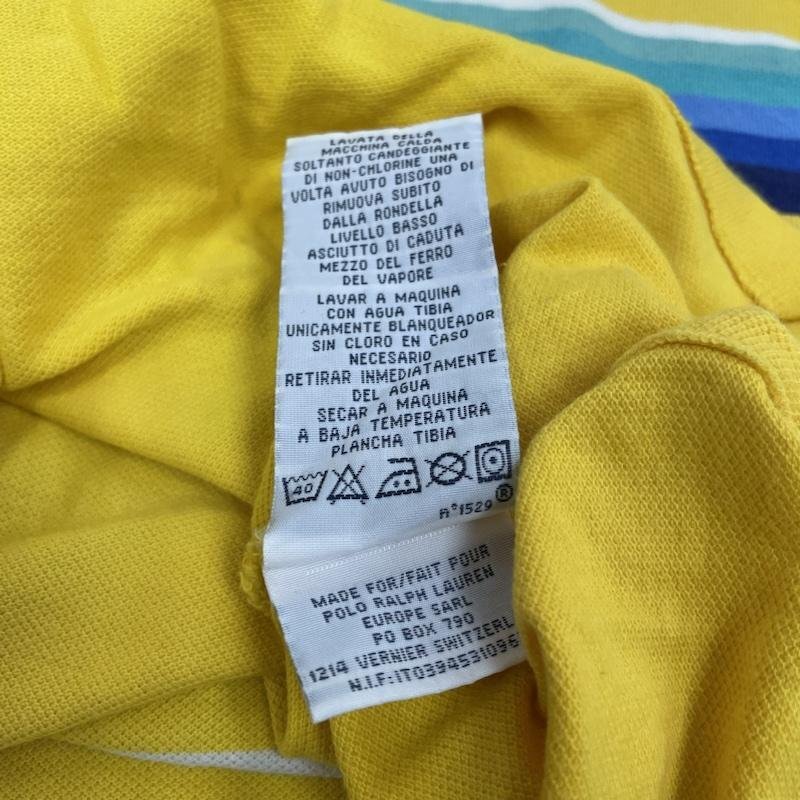 LAVATA DELLA
MACCHINA CALDA
SOLTANTO CANDEGGIANTE
DI NON-CHLORINE UNA
VOLTA AVUTO BISOGNO DI
RIMUOVA SUBITO
DALLA RONDELLA
LIVELLO BASSO
ASCIUTTO DI CADUTA
MEZZO DEL FERRO
DEL VAPORE
LAVAR A MAQUINA
CON AGUA TIBIA
UNICAMENTE BLANQUEADOR
SIN CLORO EN CASO
NECESARIO
RETIRAR INMEDIATAMENTE
DEL AGUA
SECAR A MAQUINA
A BAJA TEMPERATURA
PLANCHA TIBIA
40
®
n°1529
MADE FOR/FAIT POUR
POLO RALPH LAUREN
EUROPE SARL
PO BOX 790
1214 VERNIER SWITZERL
N.I.F:IT0394531096